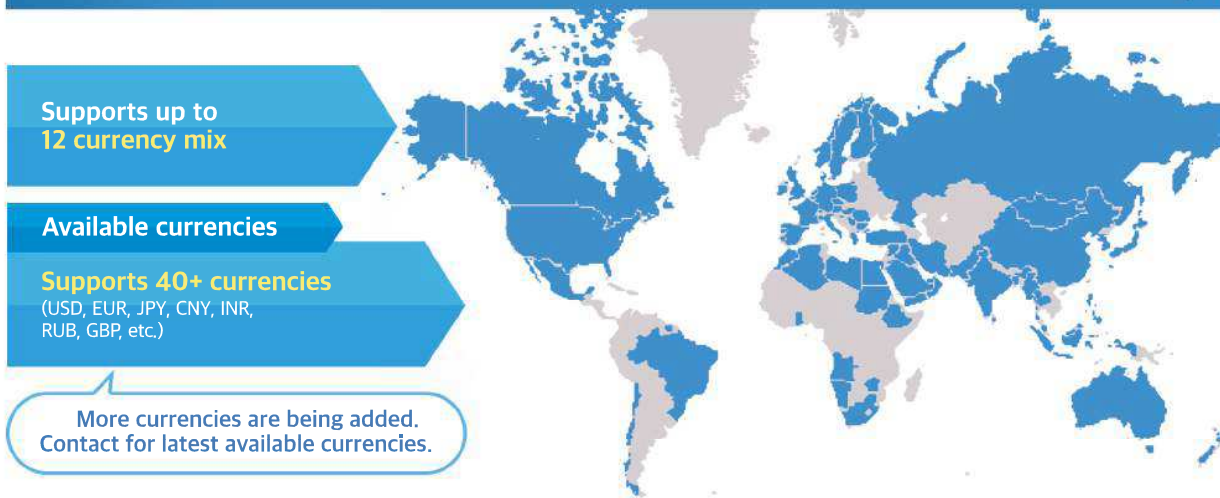 Supports up to
12 currency mix
Available currencies
Supports 40+ currencies
(USD, EUR, JPY, CNY, INR,
RUB, GBP, etc.)
More currencies are being added.
Contact for latest available currencies.